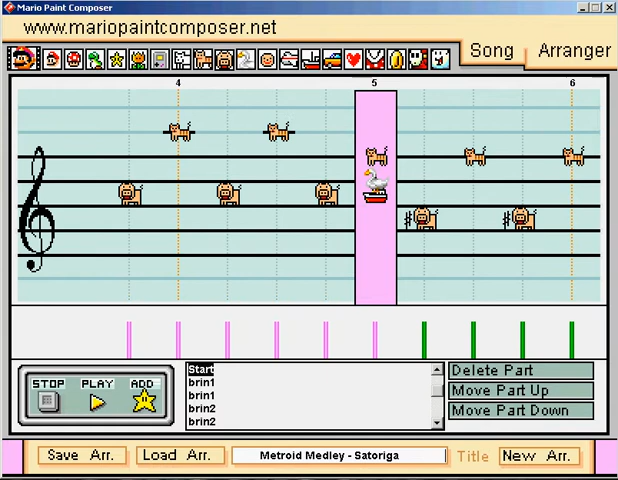 Mario Paint Composer
www.mariopaintcomposer.net
Song
Arranger
4
5
6
♯
♯
STOP
PLAY
ADD
Start
brin1
brin1
brin2
brin2
Delete Part
Move Part Up
Move Part Down
Save Arr.
Load Arr.
Metroid Medley - Satoriga
Title
New Arr.